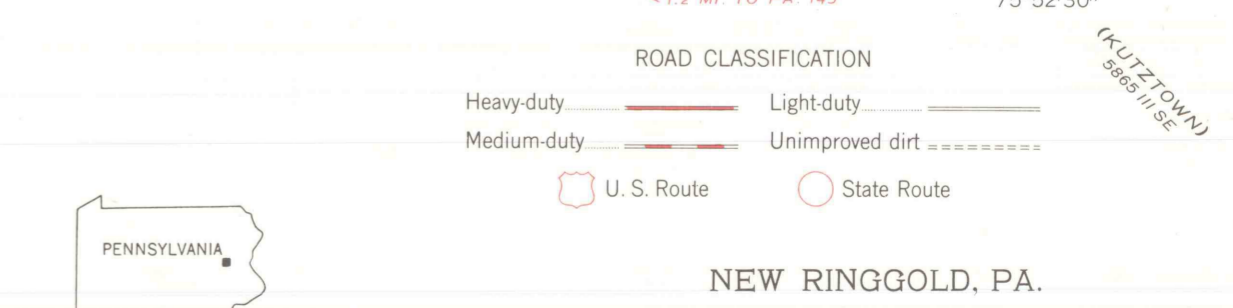 ROAD CLASSIFICATION
Heavy-duty Light-duty
Medium-duty Unimproved dirt
U. S. Route State Route
(KUTZTOWN)
5865 III SE
PENNSYLVANIA
NEW RINGGOLD, PA.